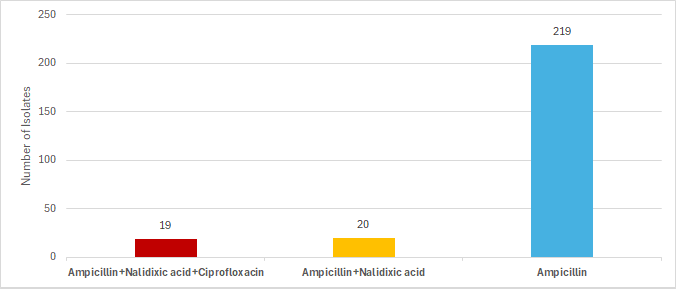 250
200
150
100
50
0
Number of Isolates
19
20
219
Ampicillin+Nalidixic acid+Ciprofloxacin
Ampicillin+Nalidixic acid
Ampicillin